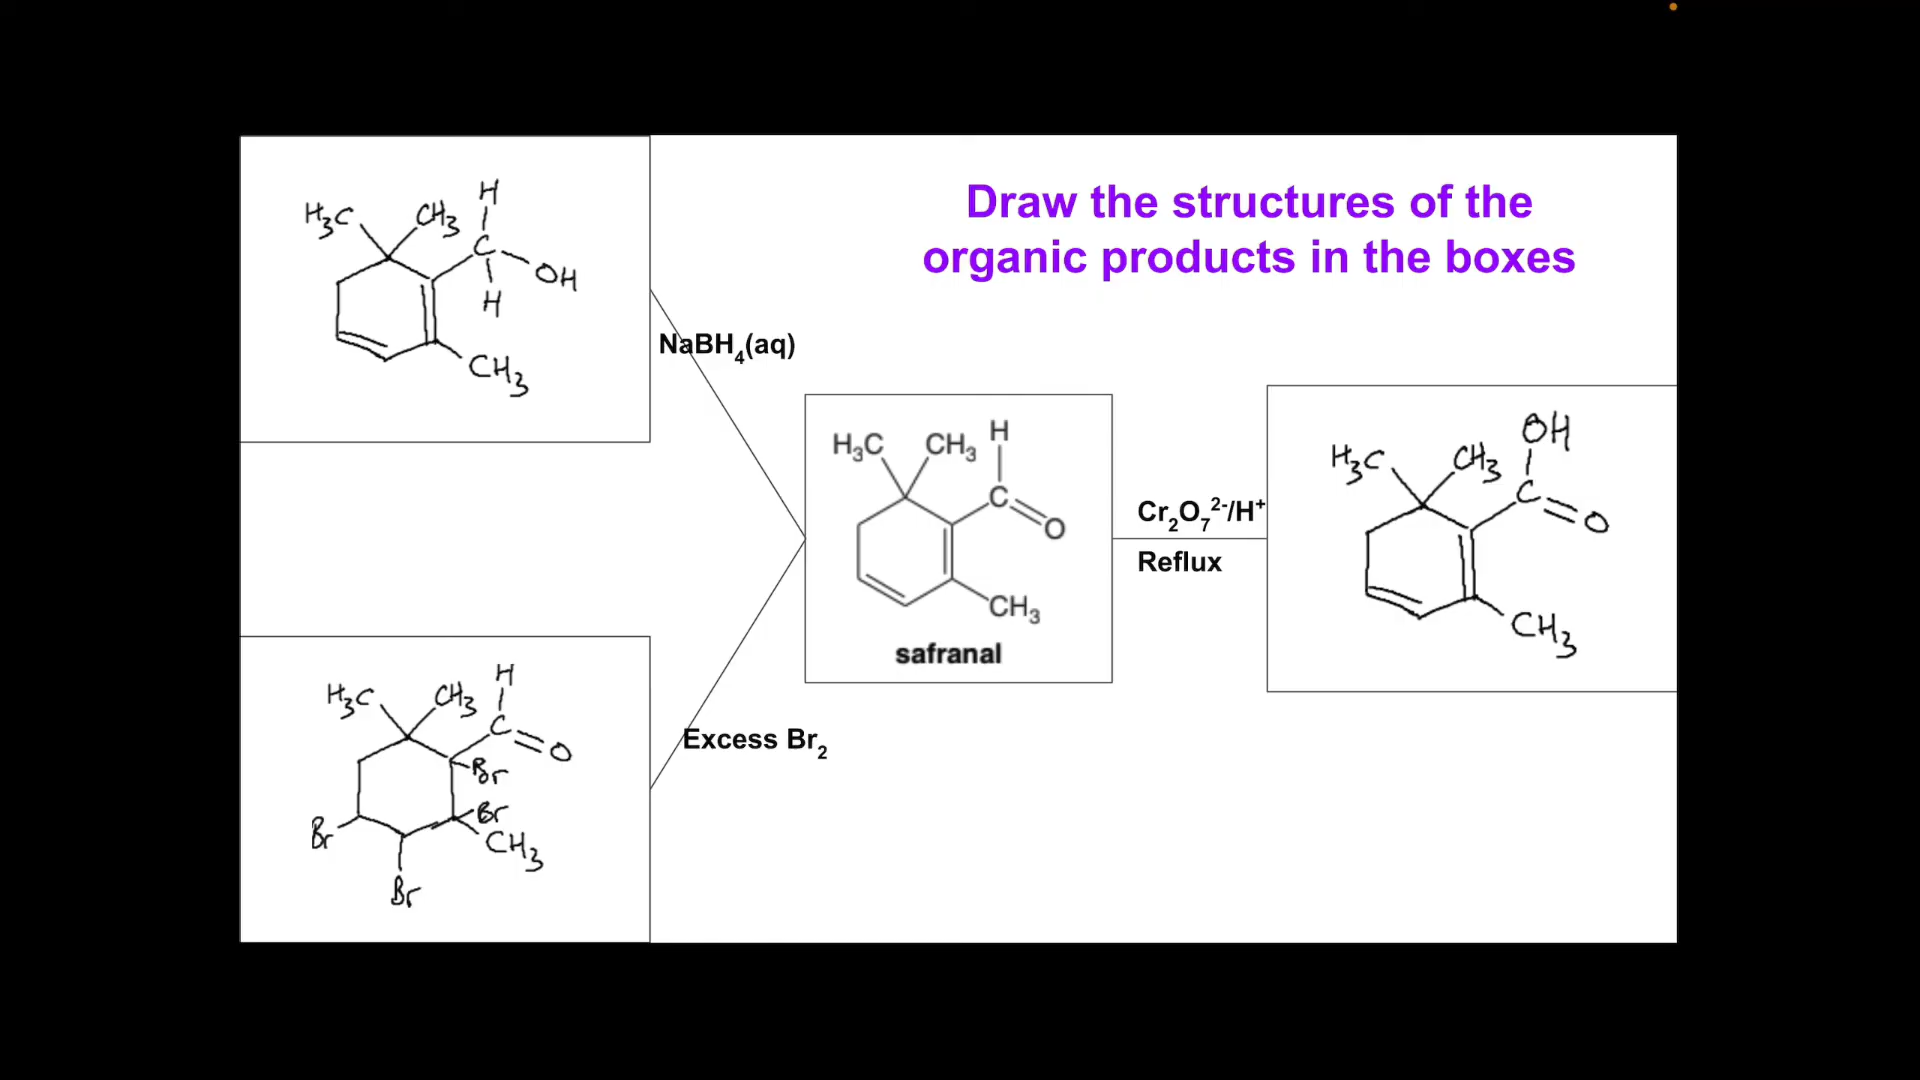 Draw the structures of the
organic products in the boxes
H
H₃C CH₃
C
OH
H
CH₃
NaBH₄(aq)
H
H₃C CH₃
C
O
CH₃
safranal
Cr₂O₇²⁻/H⁺
Reflux
OH
H₃C CH₃
C
O
CH₃
H
H₃C CH₃
C
O
Br
Br
Br
CH₃
Br
Excess Br₂